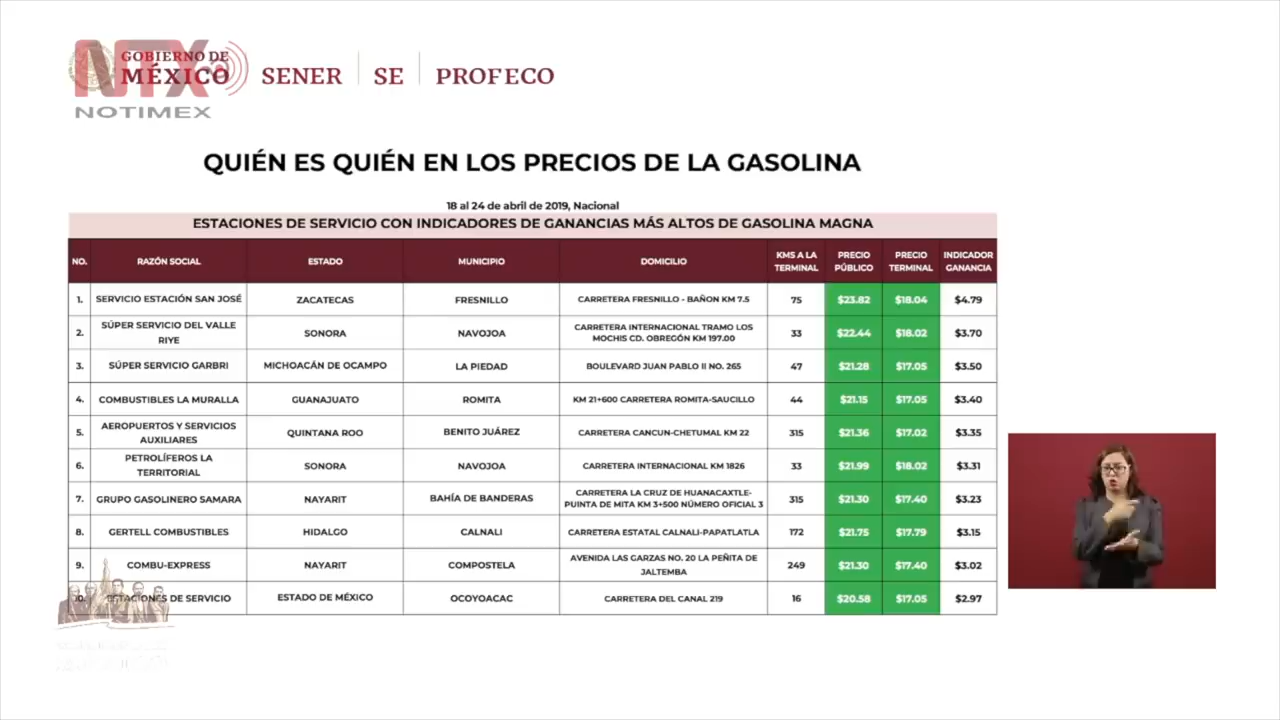 GOBIERNO DE
MÉXICO
NTX
NOTIMEX
SENER SE PROFECO
QUIÉN ES QUIÉN EN LOS PRECIOS DE LA GASOLINA
18 al 24 de abril de 2019, Nacional
ESTACIONES DE SERVICIO CON INDICADORES DE GANANCIAS MÁS ALTOS DE GASOLINA MAGNA
NO. RAZÓN SOCIAL ESTADO MUNICIPIO DOMICILIO KMS A LA TERMINAL PRECIO PÚBLICO PRECIO TERMINAL INDICADOR GANANCIA
1. SERVICIO ESTACIÓN SAN JOSÉ ZACATECAS FRESNILLO CARRETERA FRESNILLO - BAÑON KM 7.5 75 $23.82 $18.04 $4.79
2. SÚPER SERVICIO DEL VALLE RIYE SONORA NAVOJOA CARRETERA INTERNACIONAL TRAMO LOS MOCHIS CD. OBREGÓN KM 197.00 33 $22.44 $18.02 $3.70
3. SÚPER SERVICIO GARBRI MICHOACÁN DE OCAMPO LA PIEDAD BOULEVARD JUAN PABLO II NO. 265 47 $21.28 $17.05 $3.50
4. COMBUSTIBLES LA MURALLA GUANAJUATO ROMITA KM 21+600 CARRETERA ROMITA-SAUCILLO 44 $21.15 $17.05 $3.40
5. AEROPUERTOS Y SERVICIOS AUXILIARES QUINTANA ROO BENITO JUÁREZ CARRETERA CANCUN-CHETUMAL KM 22 315 $21.36 $17.02 $3.35
6. PETROLÍFEROS LA TERRITORIAL SONORA NAVOJOA CARRETERA INTERNACIONAL KM 1826 33 $21.99 $18.02 $3.31
7. GRUPO GASOLINERO SAMARA NAYARIT BAHÍA DE BANDERAS CARRETERA LA CRUZ DE HUANACAXTLE-PUINTA DE MITA KM 3+500 NÚMERO OFICIAL 3 315 $21.30 $17.40 $3.23
8. GERTELL COMBUSTIBLES HIDALGO CALNALI CARRETERA ESTATAL CALNALI-PAPATLATLA 172 $21.75 $17.79 $3.15
9. COMBU-EXPRESS NAYARIT COMPOSTELA AVENIDA LAS GARZAS NO. 20 LA PEÑITA DE JALTEMBA 249 $21.30 $17.40 $3.02
10. ESTACIONES DE SERVICIO ESTADO DE MÉXICO OCOYOACAC CARRETERA DEL CANAL 219 16 $20.58 $17.05 $2.97